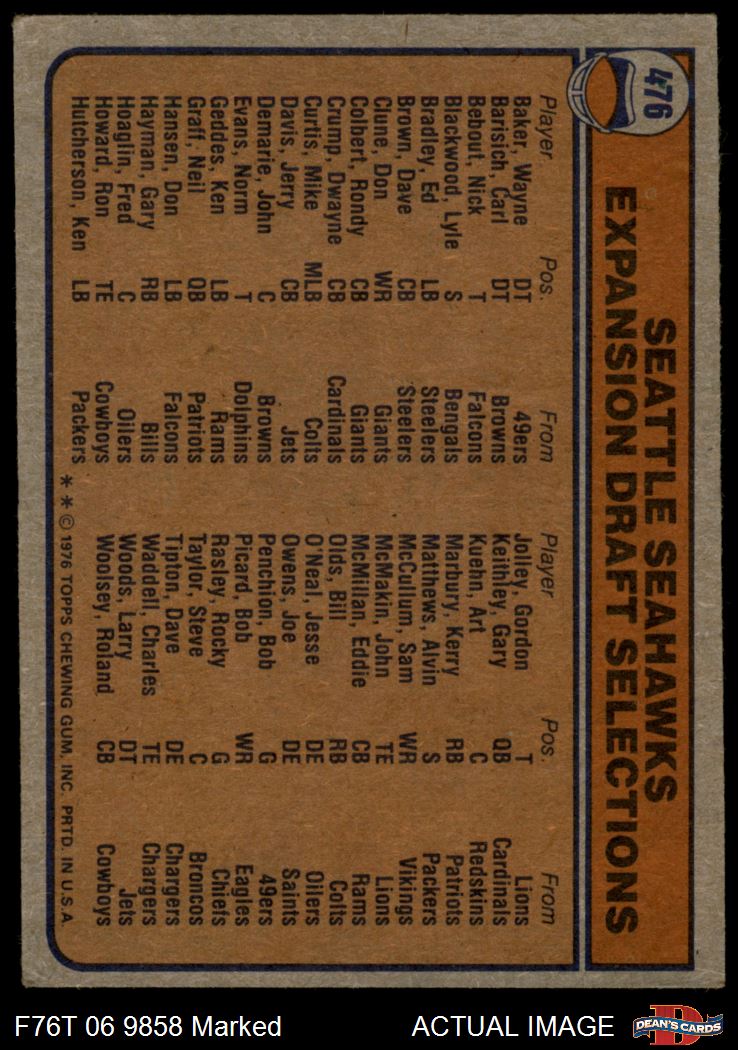 476
SEATTLE SEAHAWKS
EXPANSION DRAFT SELECTIONS
Player Pos. From Player Pos. From
Baker, Wayne DT 49ers Jolley, Gordon T Lions
Barisich, Carl DT Browns Keithley, Gary QB Cardinals
Bebout, Nick T Falcons Kuehn, Art C Redskins
Blackwood, Lyle S Bengals Marbury, Kerry RB Patriots
Bradley, Ed LB Steelers Matthews, Alvin S Packers
Brown, Dave CB Steelers McCullum, Sam WR Vikings
Clune, Don WR Giants McMakin, John TE Lions
Colbert, Rondy CB Giants McMillan, Eddie CB Rams
Crump, Dwayne CB Cardinals Olds, Bill RB Colts
Curtis, Mike MLB Colts O'Neal, Jesse DE Oilers
Davis, Jerry CB Jets Owens, Joe DE Saints
Demarie, John C Browns Penchion, Bob G 49ers
Evans, Norm T Dolphins Picard, Bob WR Eagles
Geddes, Ken LB Rams Rasley, Rocky G Chiefs
Graff, Neil QB Patriots Taylor, Steve C Broncos
Hansen, Don LB Falcons Tipton, Dave DE Chargers
Hayman, Gary RB Bills Waddell, Charles TE Chargers
Hoaglin, Fred C Oilers Woods, Larry DT Jets
Howard, Ron TE Cowboys Woolsey, Roland CB Cowboys
Hutcherson, Ken LB Packers
* * © 1976 TOPPS CHEWING GUM, INC. PRTD. IN U.S.A.
F76T 06 9858 Marked ACTUAL IMAGE DEAN'S CARDS